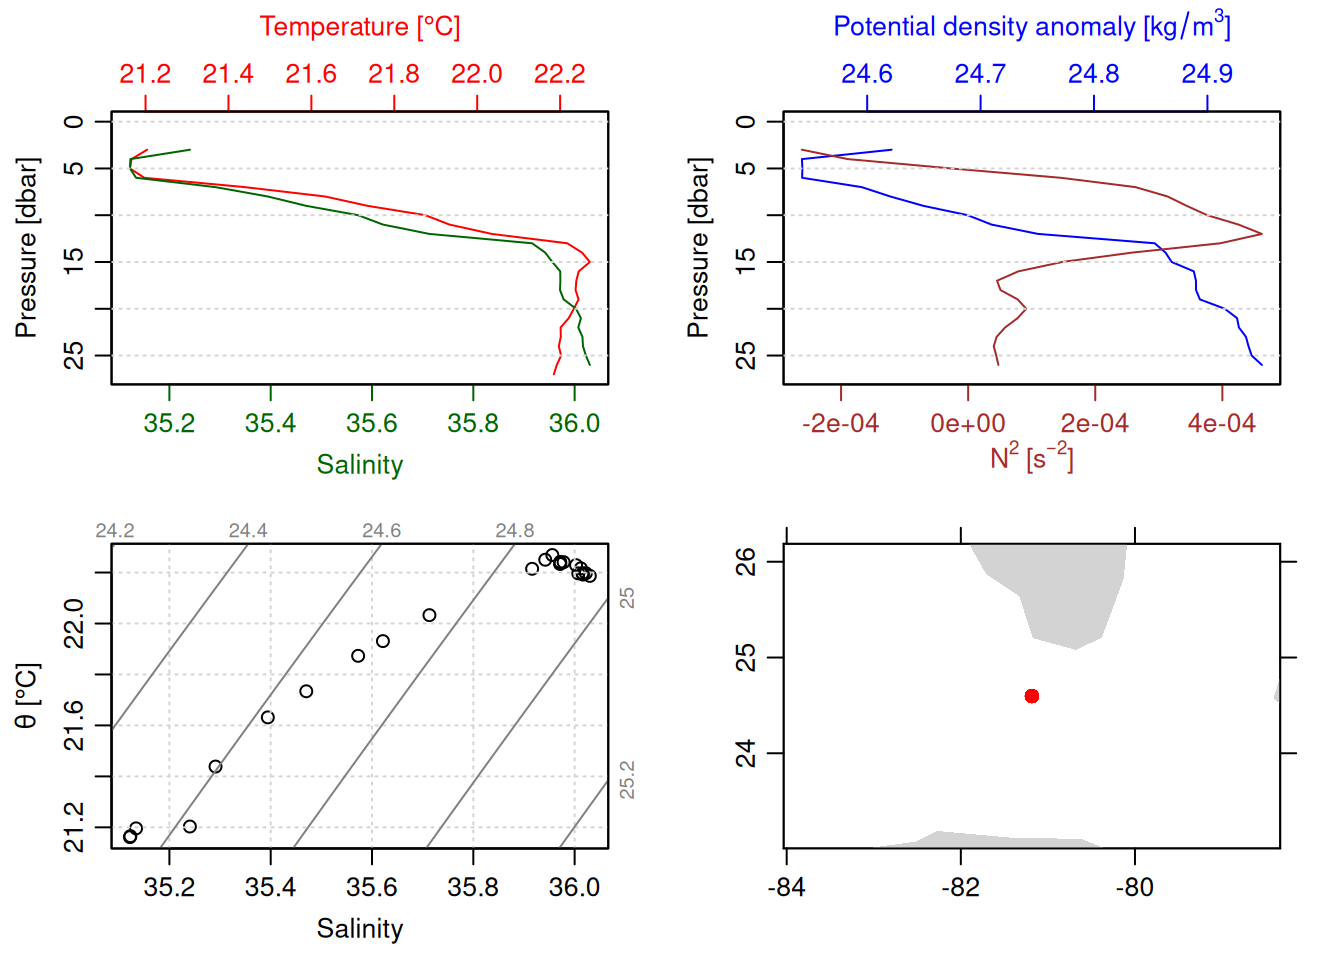 Temperature [°C]
21.2 21.4 21.6 21.8 22.0 22.2
Pressure [dbar]
0
5
15
25
35.2 35.4 35.6 35.8 36.0
Salinity
Potential density anomaly [kg/m³]
24.6 24.7 24.8 24.9
Pressure [dbar]
0
5
15
25
-2e-04 0e+00 2e-04 4e-04
N² [s⁻²]
24.2 24.4 24.6 24.8
25
25.2
θ [°C]
22.0
21.6
21.2
35.2 35.4 35.6 35.8 36.0
Salinity
26
25
24
-84 -82 -80